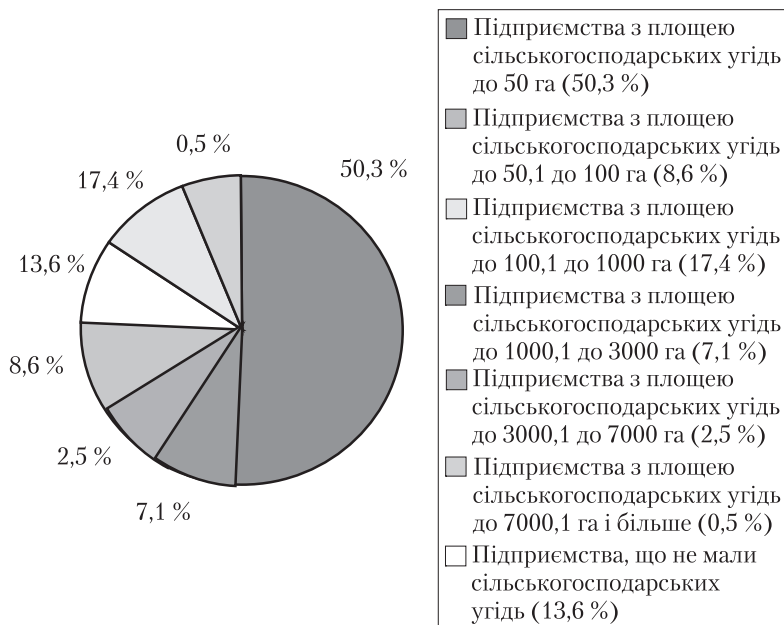 0,5 %
50,3 %
17,4 %
13,6 %
8,6 %
2,5 %
7,1 %
Підприємства з площею
сільськогосподарських угідь
до 50 га (50,3 %)
Підприємства з площею
сільськогосподарських угідь
до 50,1 до 100 га (8,6 %)
Підприємства з площею
сільськогосподарських угідь
до 100,1 до 1000 га (17,4 %)
Підприємства з площею
сільськогосподарських угідь
до 1000,1 до 3000 га (7,1 %)
Підприємства з площею
сільськогосподарських угідь
до 3000,1 до 7000 га (2,5 %)
Підприємства з площею
сільськогосподарських угідь
до 7000,1 га і більше (0,5 %)
Підприємства, що не мали
сільськогосподарських
угідь (13,6 %)